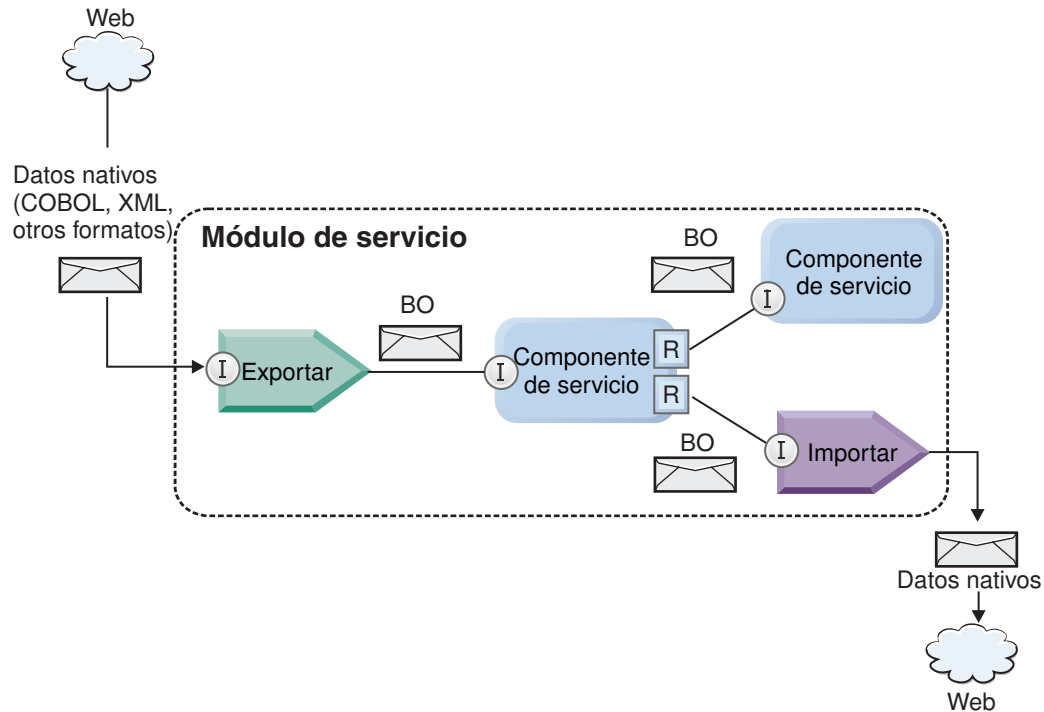 Web
Datos nativos
(COBOL, XML,
otros formatos)
Módulo de servicio
BO
Componente
de servicio
BO
I
I
Exportar
I
Componente
de servicio
R
R
BO
I
Importar
Datos nativos
Web